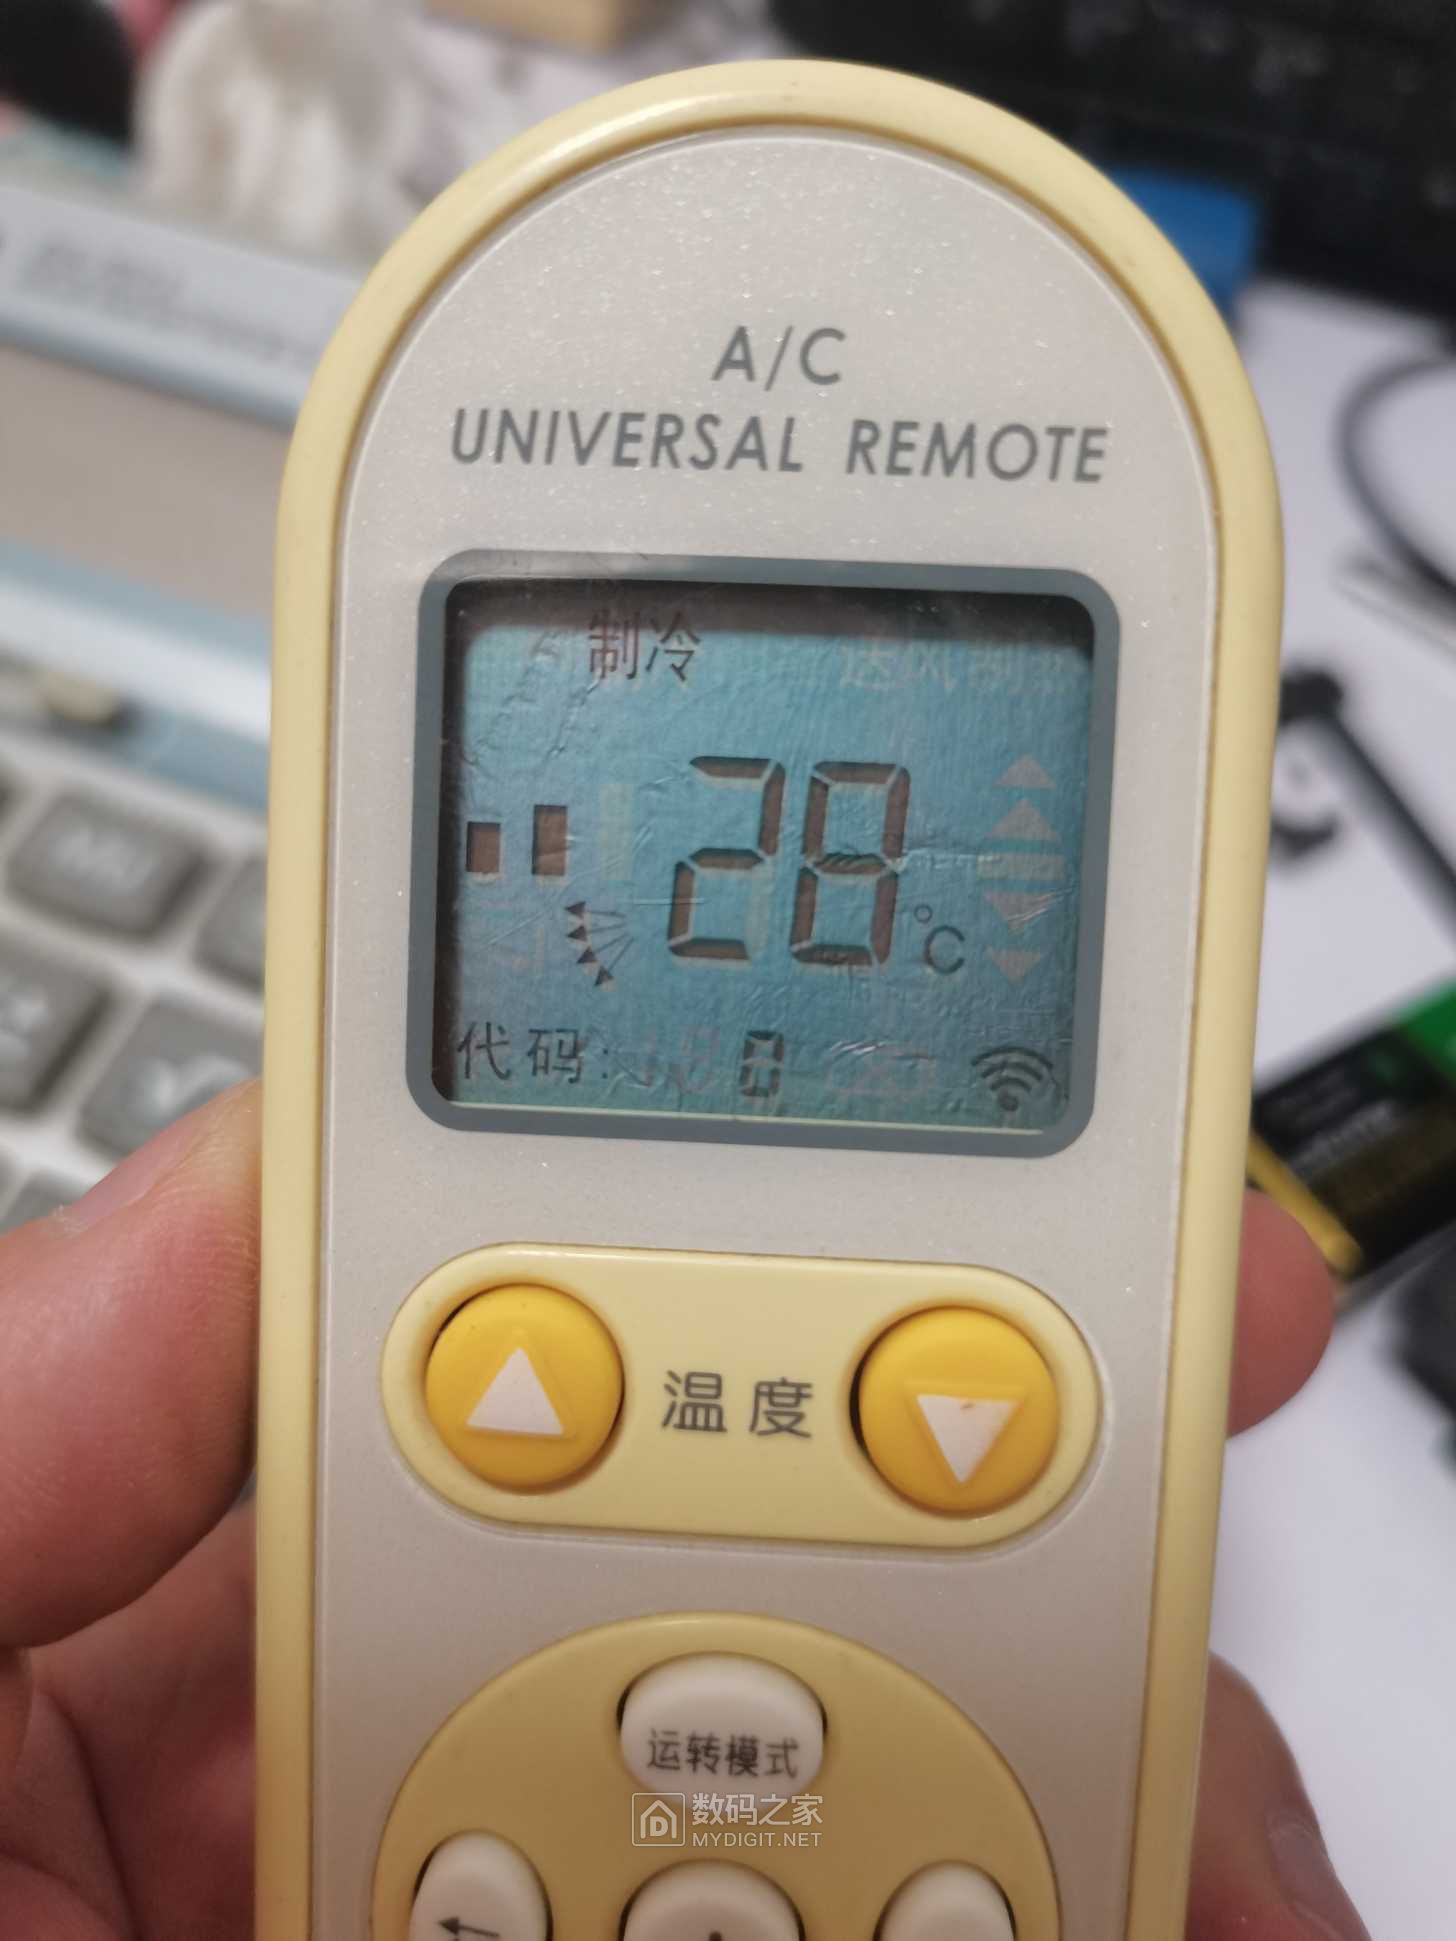 A/C
UNIVERSAL REMOTE
制冷
28℃
代码: 0
温度
运转模式
数码之家
MYDIGIT.NET